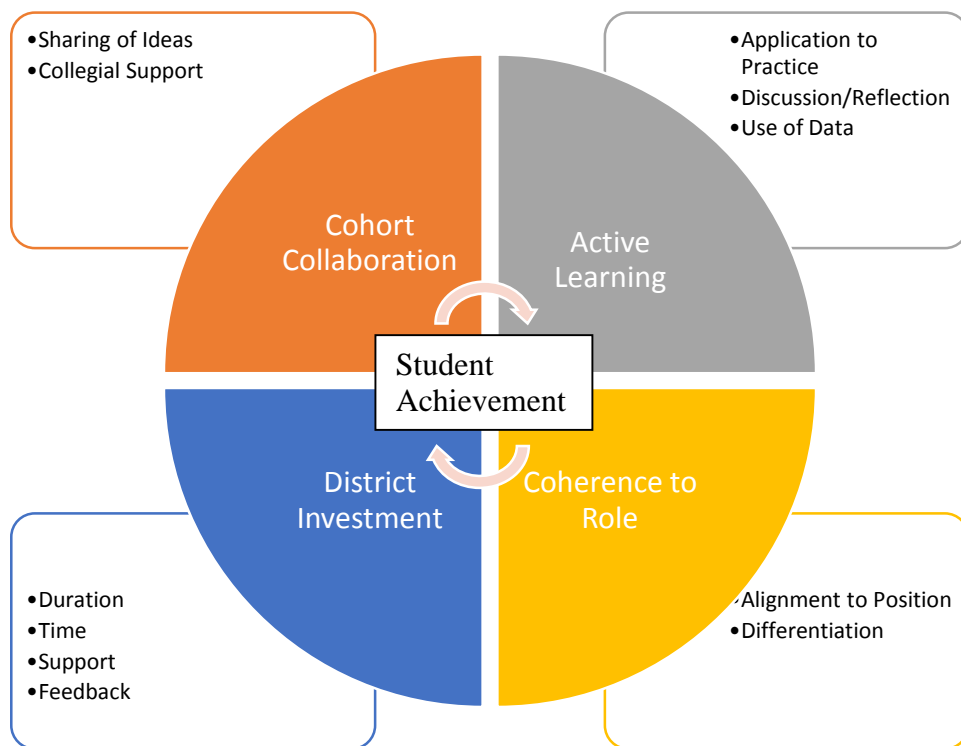 •Sharing of Ideas
•Collegial Support
•Application to
Practice
•Discussion/Reflection
•Use of Data
Cohort
Collaboration
Active
Learning
Student
Achievement
District
Investment
Coherence to
Role
•Duration
•Time
•Support
•Feedback
•Alignment to Position
•Differentiation